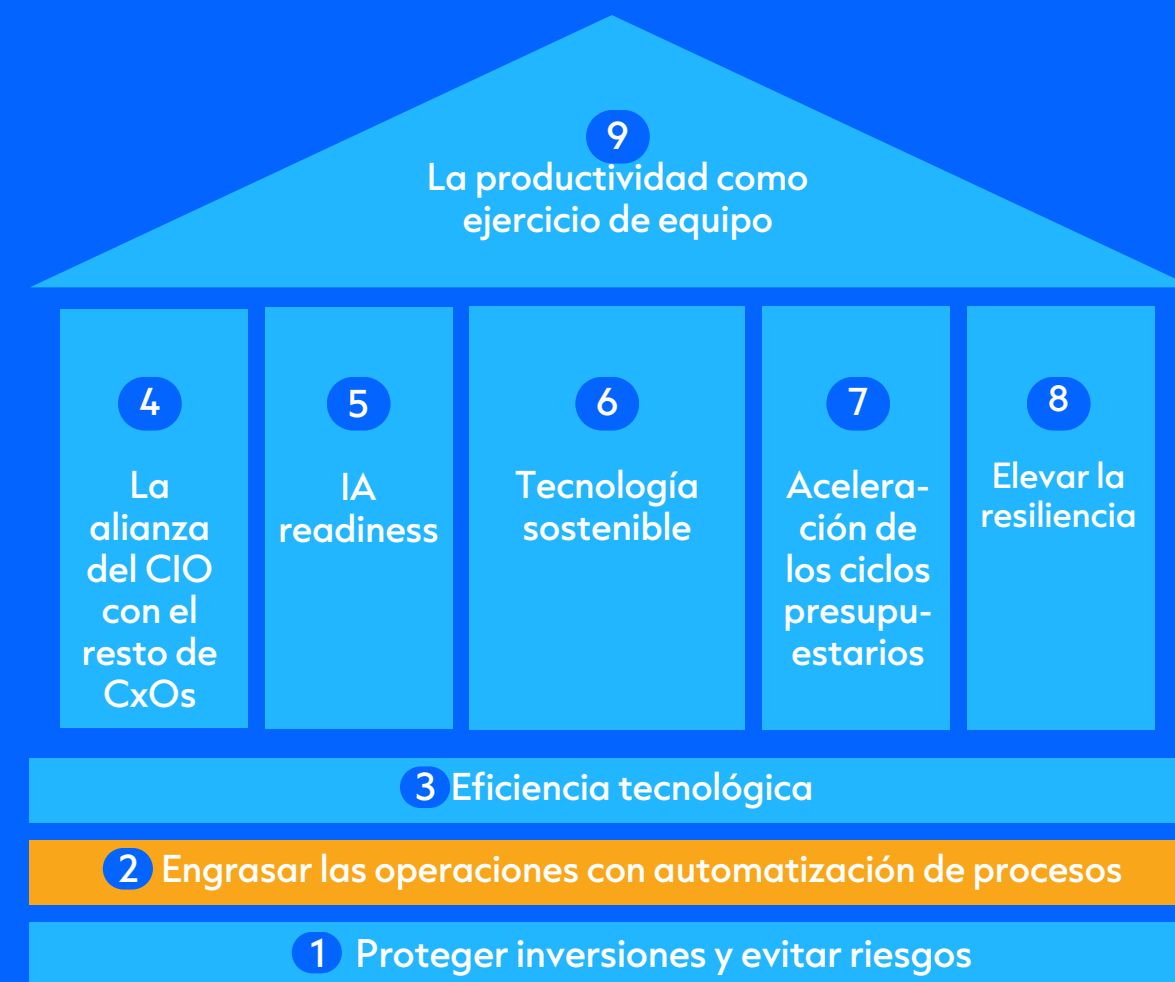 9
La productividad como
ejercicio de equipo
4
La
alianza
del CIO
con el
resto de
CxOs
5
IA
readiness
6
Tecnología
sostenible
7
Acelera-
ción de
los ciclos
presupu-
estarios
8
Elevar la
resiliencia
3 Eficiencia tecnológica
2 Engrasar las operaciones con automatización de procesos
1 Proteger inversiones y evitar riesgos